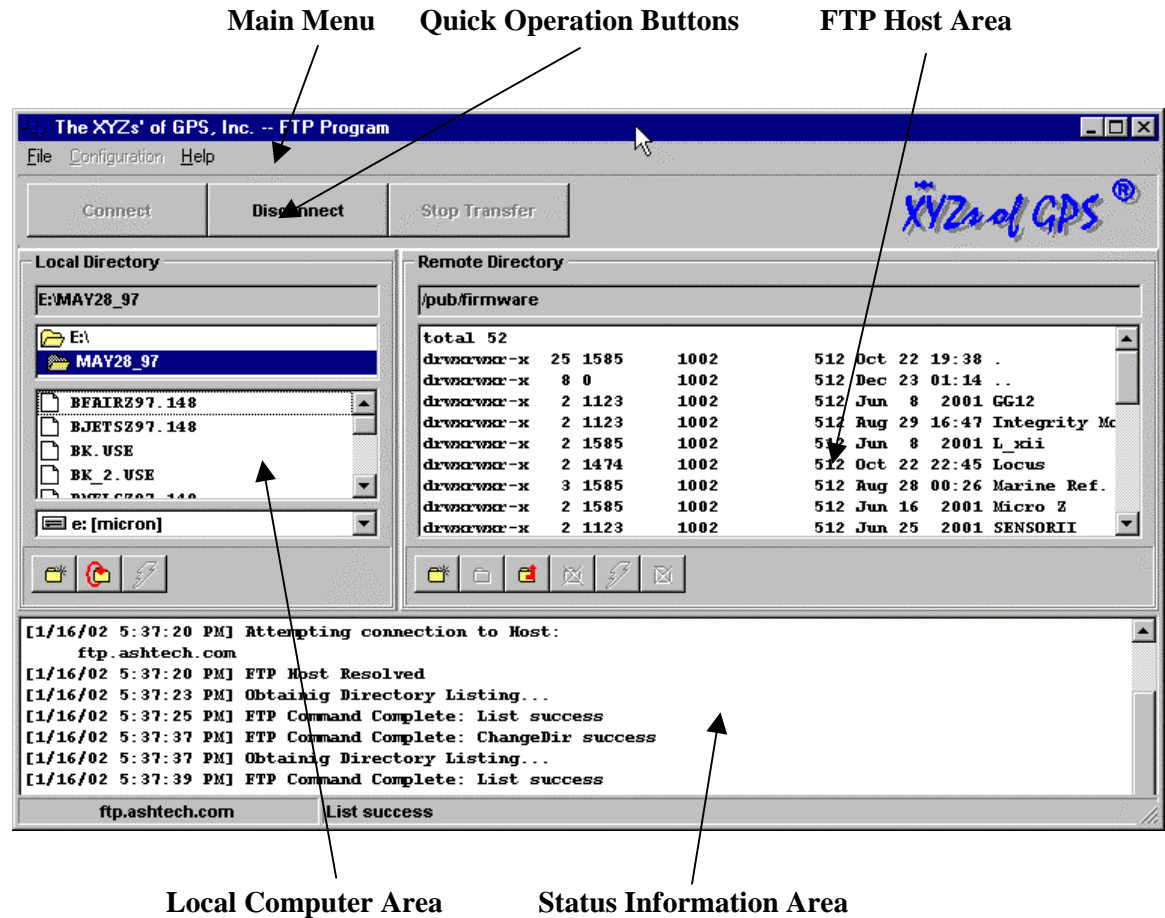 Main Menu Quick Operation Buttons FTP Host Area
The XYZs' of GPS, Inc. -- FTP Program
File Configuration Help
Connect Disconnect Stop Transfer
XYZs of GPS ®
Local Directory
E:\MAY28_97
E:\
MAY28_97
BFAIRZ97.148
BJETSZ97.148
BK.USE
BK_2.USE
e: [micron]
Remote Directory
/pub/firmware
total 52
drwxrwxr-x 25 1585 1002 512 Oct 22 19:38 .
drwxrwxr-x 8 0 1002 512 Dec 23 01:14 ..
drwxrwxr-x 2 1123 1002 512 Jun 8 2001 GG12
drwxrwxr-x 2 1123 1002 512 Aug 29 16:47 Integrity Mo
drwxrwxr-x 2 1585 1002 512 Jun 8 2001 L_xii
drwxrwxr-x 2 1474 1002 512 Oct 22 22:45 Locus
drwxrwxr-x 3 1585 1002 512 Aug 28 00:26 Marine Ref.
drwxrwxr-x 2 1585 1002 512 Jun 16 2001 Micro Z
drwxrwxr-x 2 1123 1002 512 Jun 25 2001 SENSORII
[1/16/02 5:37:20 PM] Attempting connection to Host:
ftp.ashtech.com
[1/16/02 5:37:20 PM] FTP Host Resolved
[1/16/02 5:37:23 PM] Obtainig Directory Listing...
[1/16/02 5:37:25 PM] FTP Command Complete: List success
[1/16/02 5:37:37 PM] FTP Command Complete: ChangeDir success
[1/16/02 5:37:37 PM] Obtainig Directory Listing...
[1/16/02 5:37:39 PM] FTP Command Complete: List success
ftp.ashtech.com List success
Local Computer Area Status Information Area